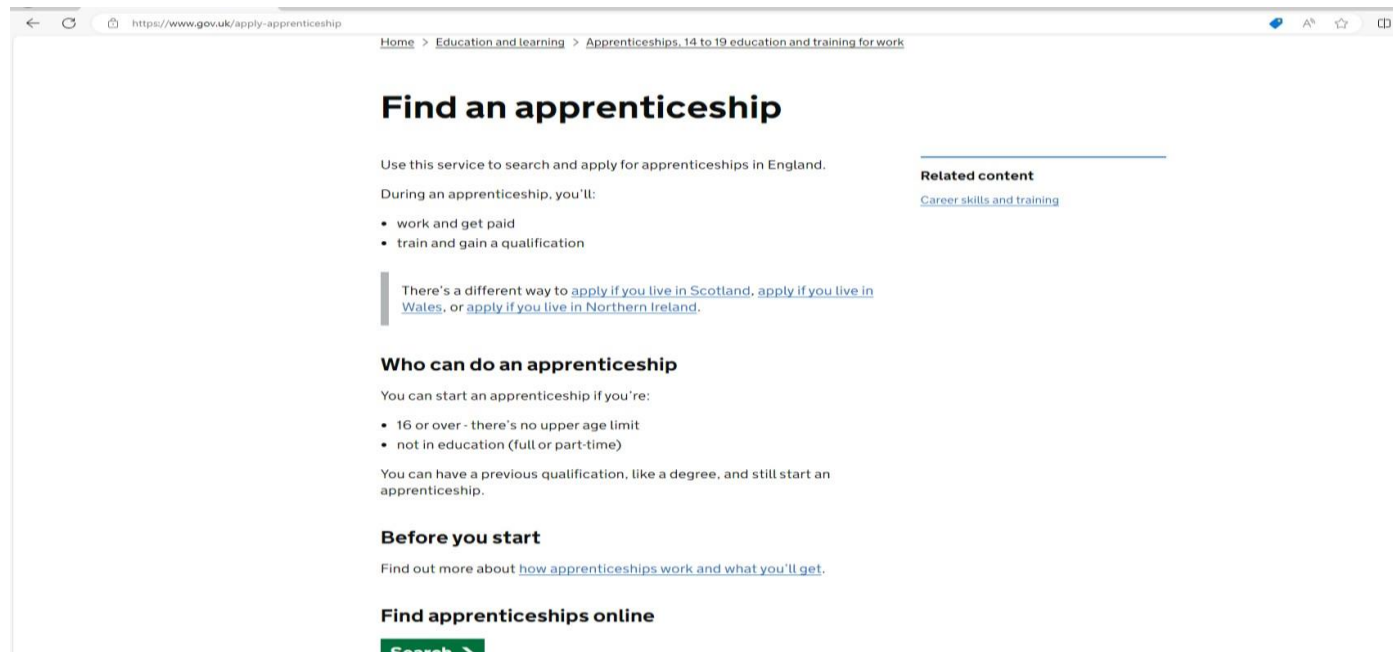 https://www.gov.uk/apply-apprenticeship
Home > Education and learning > Apprenticeships, 14 to 19 education and training for work
Find an apprenticeship
Use this service to search and apply for apprenticeships in England.
During an apprenticeship, you'll:
• work and get paid
• train and gain a qualification
There's a different way to apply if you live in Scotland, apply if you live in
Wales, or apply if you live in Northern Ireland.
Who can do an apprenticeship
You can start an apprenticeship if you're:
• 16 or over - there's no upper age limit
• not in education (full or part-time)
You can have a previous qualification, like a degree, and still start an
apprenticeship.
Before you start
Find out more about how apprenticeships work and what you'll get.
Find apprenticeships online
Search >
Related content
Career skills and training